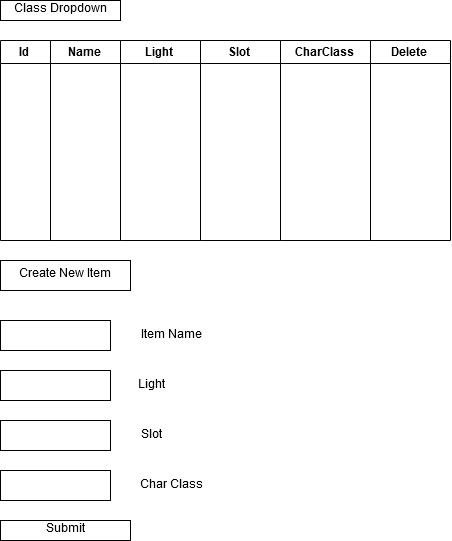 Class Dropdown
Id Name Light Slot CharClass Delete
Create New Item
Item Name
Light
Slot
Char Class
Submit